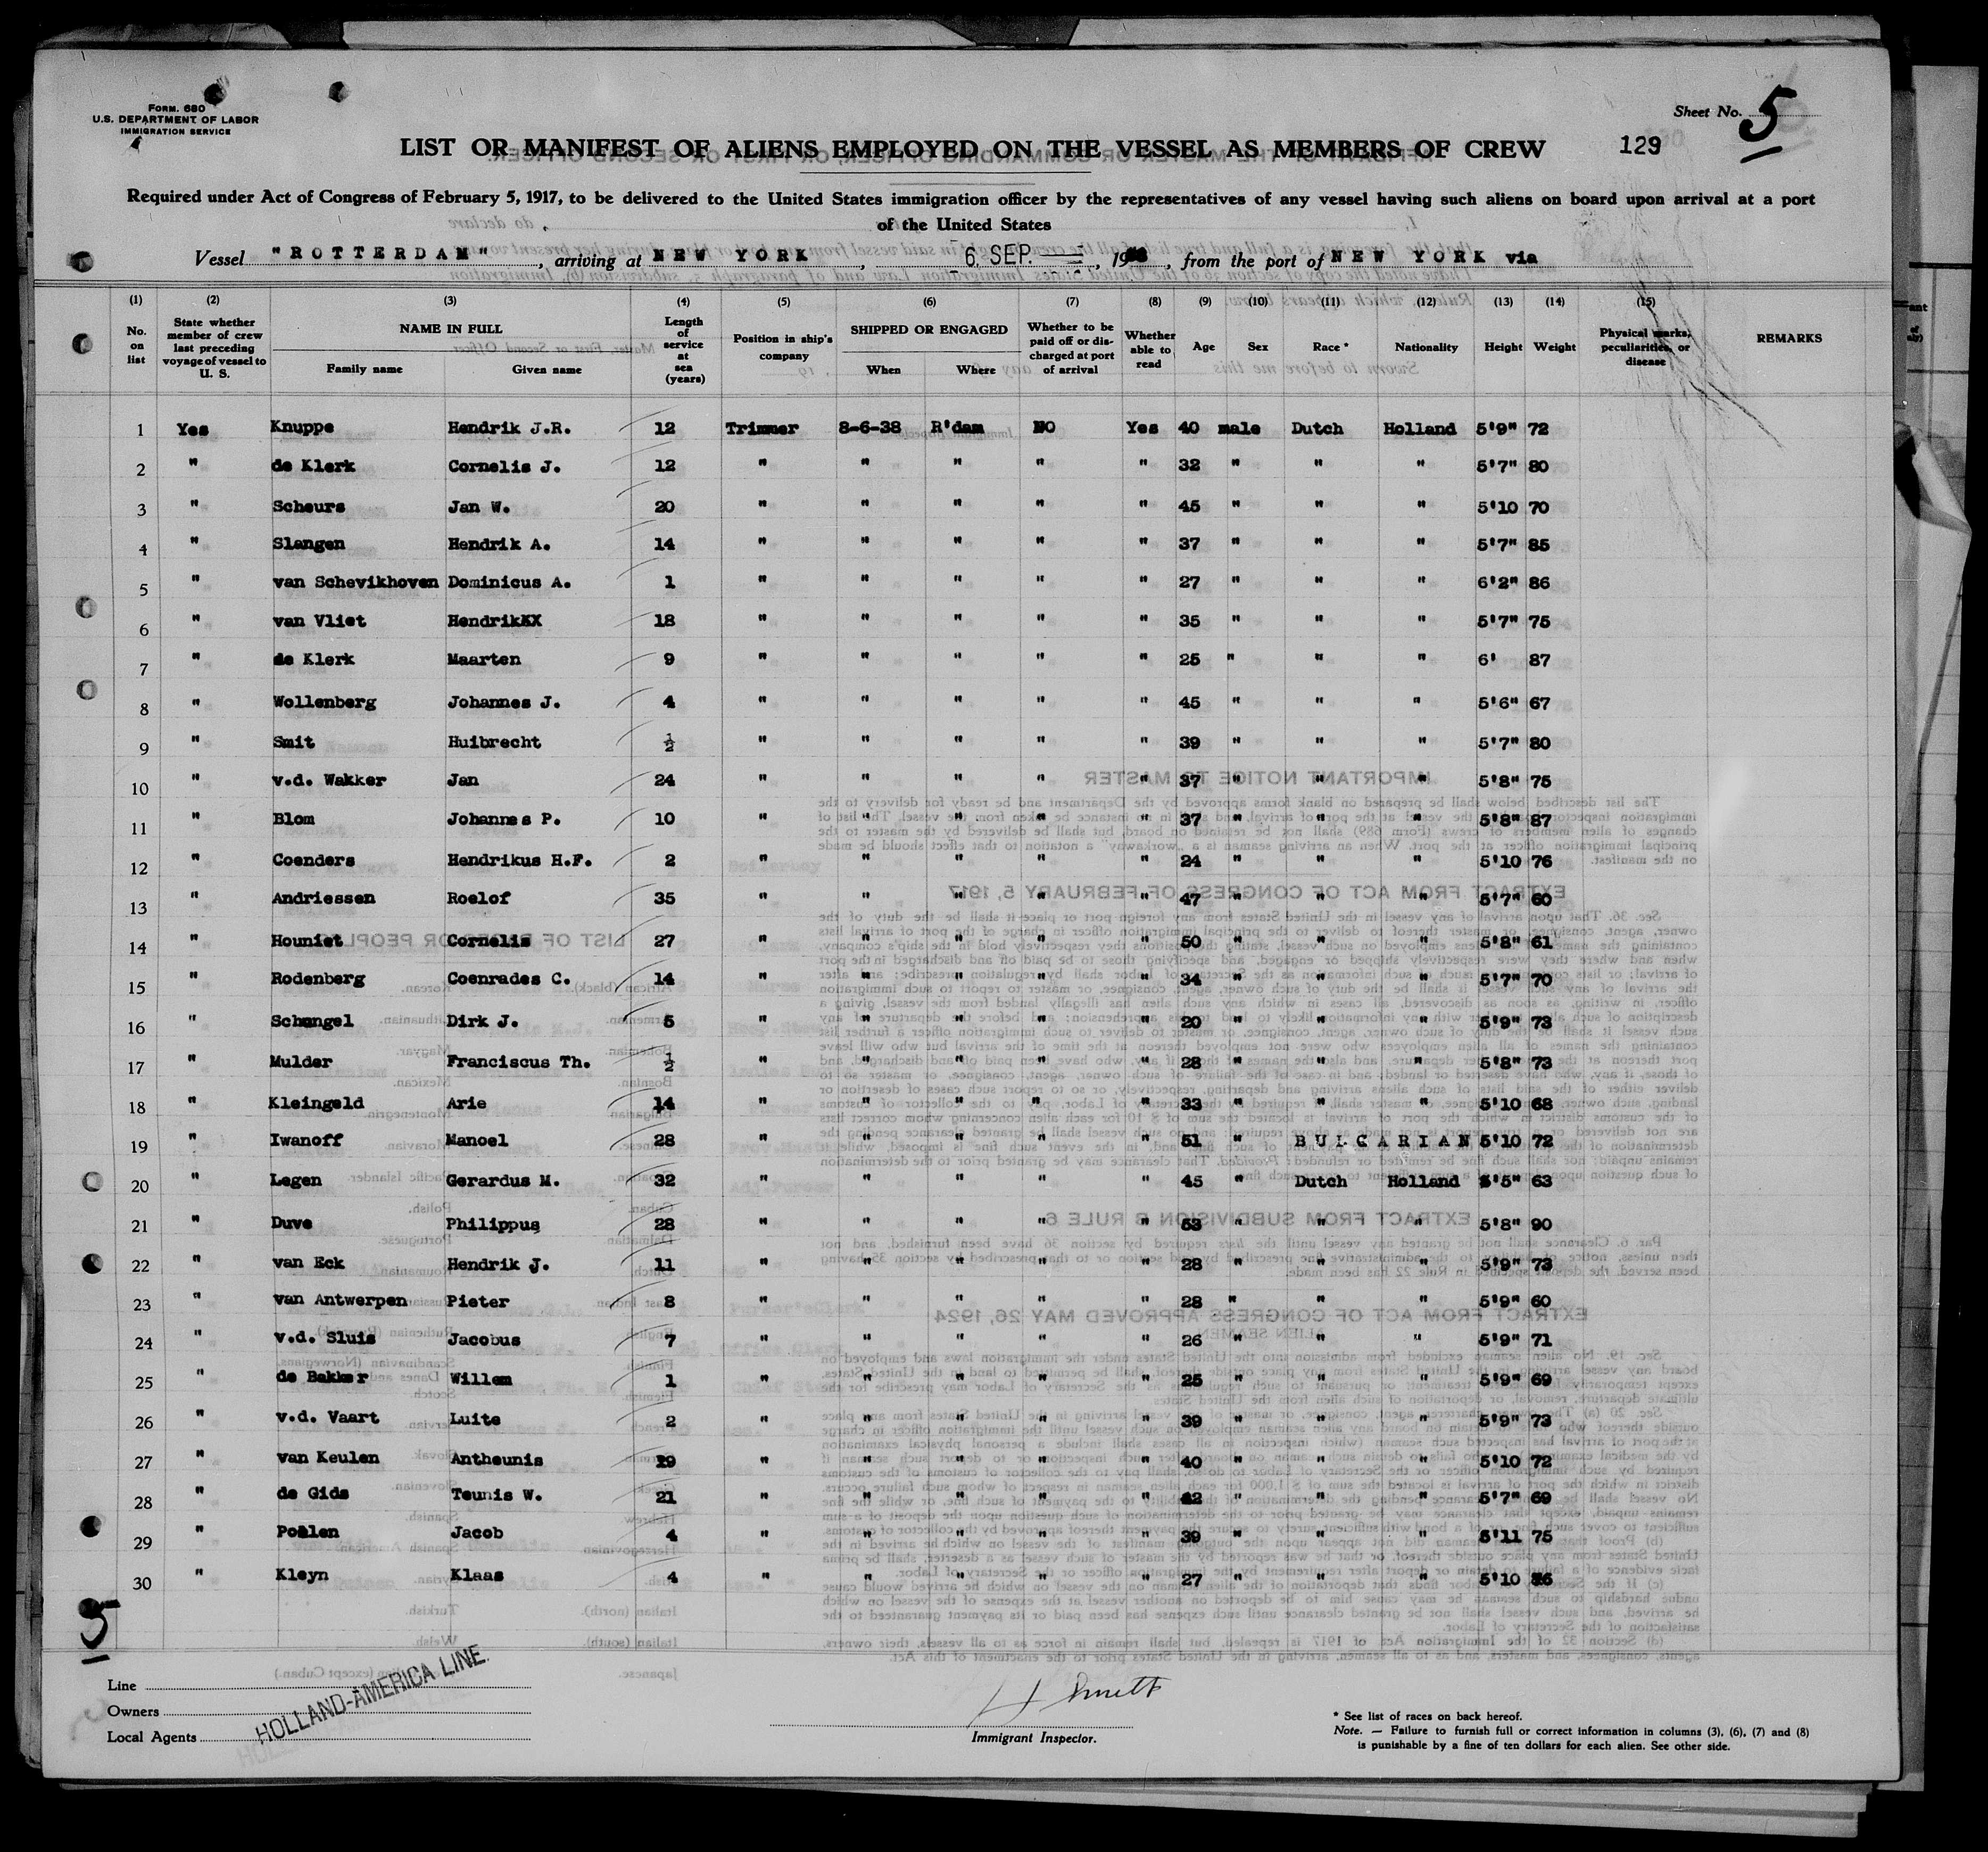 Form. 680
U.S. DEPARTMENT OF LABOR
IMMIGRATION SERVICE
Sheet No. 5
LIST OR MANIFEST OF ALIENS EMPLOYED ON THE VESSEL AS MEMBERS OF CREW
129
Required under Act of Congress of February 5, 1917, to be delivered to the United States immigration officer by the representatives of any vessel having such aliens on board upon arrival at a port
of the United States
Vessel "ROTTERDAM", arriving at NEW YORK, 6 SEP., 19, from the port of NEW YORK via
(1) (2) (3) (4) (5) (6) (7) (8) (9) (10) (11) (12) (13) (14) (15)
No. on list | State whether member of crew last preceding voyage of vessel to U. S. | NAME IN FULL Family name Given name | Length of service at sea (years) | Position in ship's company | SHIPPED OR ENGAGED When Where | Whether to be paid off or discharged at port of arrival | Whether able to read | Age | Sex | Race * | Nationality | Height | Weight | Physical marks, peculiarities, or disease | REMARKS
1 Yes Knuppe Hendrik J.R. 12 Trimmer 8-6-38 R'dam NO Yes 40 male Dutch Holland 5'9" 72
2 " de Klerk Cornelis J. 12 " " " " " 32 " " " 5'7" 80
3 " Scheurs Jan W. 20 " " " " " 45 " " " 5'10 70
4 " Slangen Hendrik A. 14 " " " " " 37 " " " 5'7" 85
5 " van Schevikhoven Dominicus A. 1 " " " " " 27 " " " 6'2" 86
6 " van Vliet Hendrik 18 " " " " " 35 " " " 5'7" 75
7 " de Klerk Maarten 9 " " " " " 25 " " " 6' 87
8 " Wollenberg Johannes J. 4 " " " " " 45 " " " 5'6" 67
9 " Smit Huibrecht ½ " " " " " 39 " " " 5'7" 80
10 " v.d. Wakker Jan 24 " " " " " 37 " " " 5'8" 75
11 " Blom Johannes P. 10 " " " " " 37 " " " 5'8" 87
12 " Coenders Hendrikus H.F. 2 " " " " " 24 " " " 5'10 76
13 " Andriessen Roelof 35 " " " " " 47 " " " 5'7" 60
14 " Houniet Cornelis 27 " " " " " 50 " " " 5'8" 61
15 " Rodenberg Coenrades C. 14 " " " " " 34 " " " 5'7" 70
16 " Schengel Dirk J. 5 " " " " " 20 " " " 5'9" 73
17 " Mulder Franciscus Th. ½ " " " " " 28 " " " 5'8" 73
18 " Kleingeld Arie 14 " " " " " 33 " " " 5'10 68
19 " Iwanoff Manoel 28 " " " " " 51 " BULCARIAN 5'10 72
20 " Legen Gerardus M. 32 " " " " " 45 " Dutch Holland 5'5" 63
21 " Duve Philippus 28 " " " " " 53 " " " 5'8" 90
22 " van Eck Hendrik J. 11 " " " " " 28 " " " 5'9" 73
23 " van Antwerpen Pieter 8 " " " " " 28 " " " 5'9" 60
24 " v.d. Sluis Jacobus 7 " " " " " 26 " " " 5'9" 71
25 " de Bakker Willem 1 " " " " " 25 " " " 5'9" 69
26 " v.d. Vaart Luite 2 " " " " " 39 " " " 5'9" 73
27 " van Keulen Antheunis 19 " " " " " 40 " " " 5'10 72
28 " de Gids Teunis W. 21 " " " " " 42 " " " 5'7" 69
29 " Jacob 4 " " " " " 39 " " " 5'11 75
30 " Kleyn Klaas 4 " " " " " 27 " " " 5'10
5
Line
Owners
Local Agents
HOLLAND-AMERICA LINE.
Immigrant Inspector.
* See list of races on back hereof.
Note. — Failure to furnish full or correct information in columns (3), (6), (7) and (8)
is punishable by a fine of ten dollars for each alien. See other side.